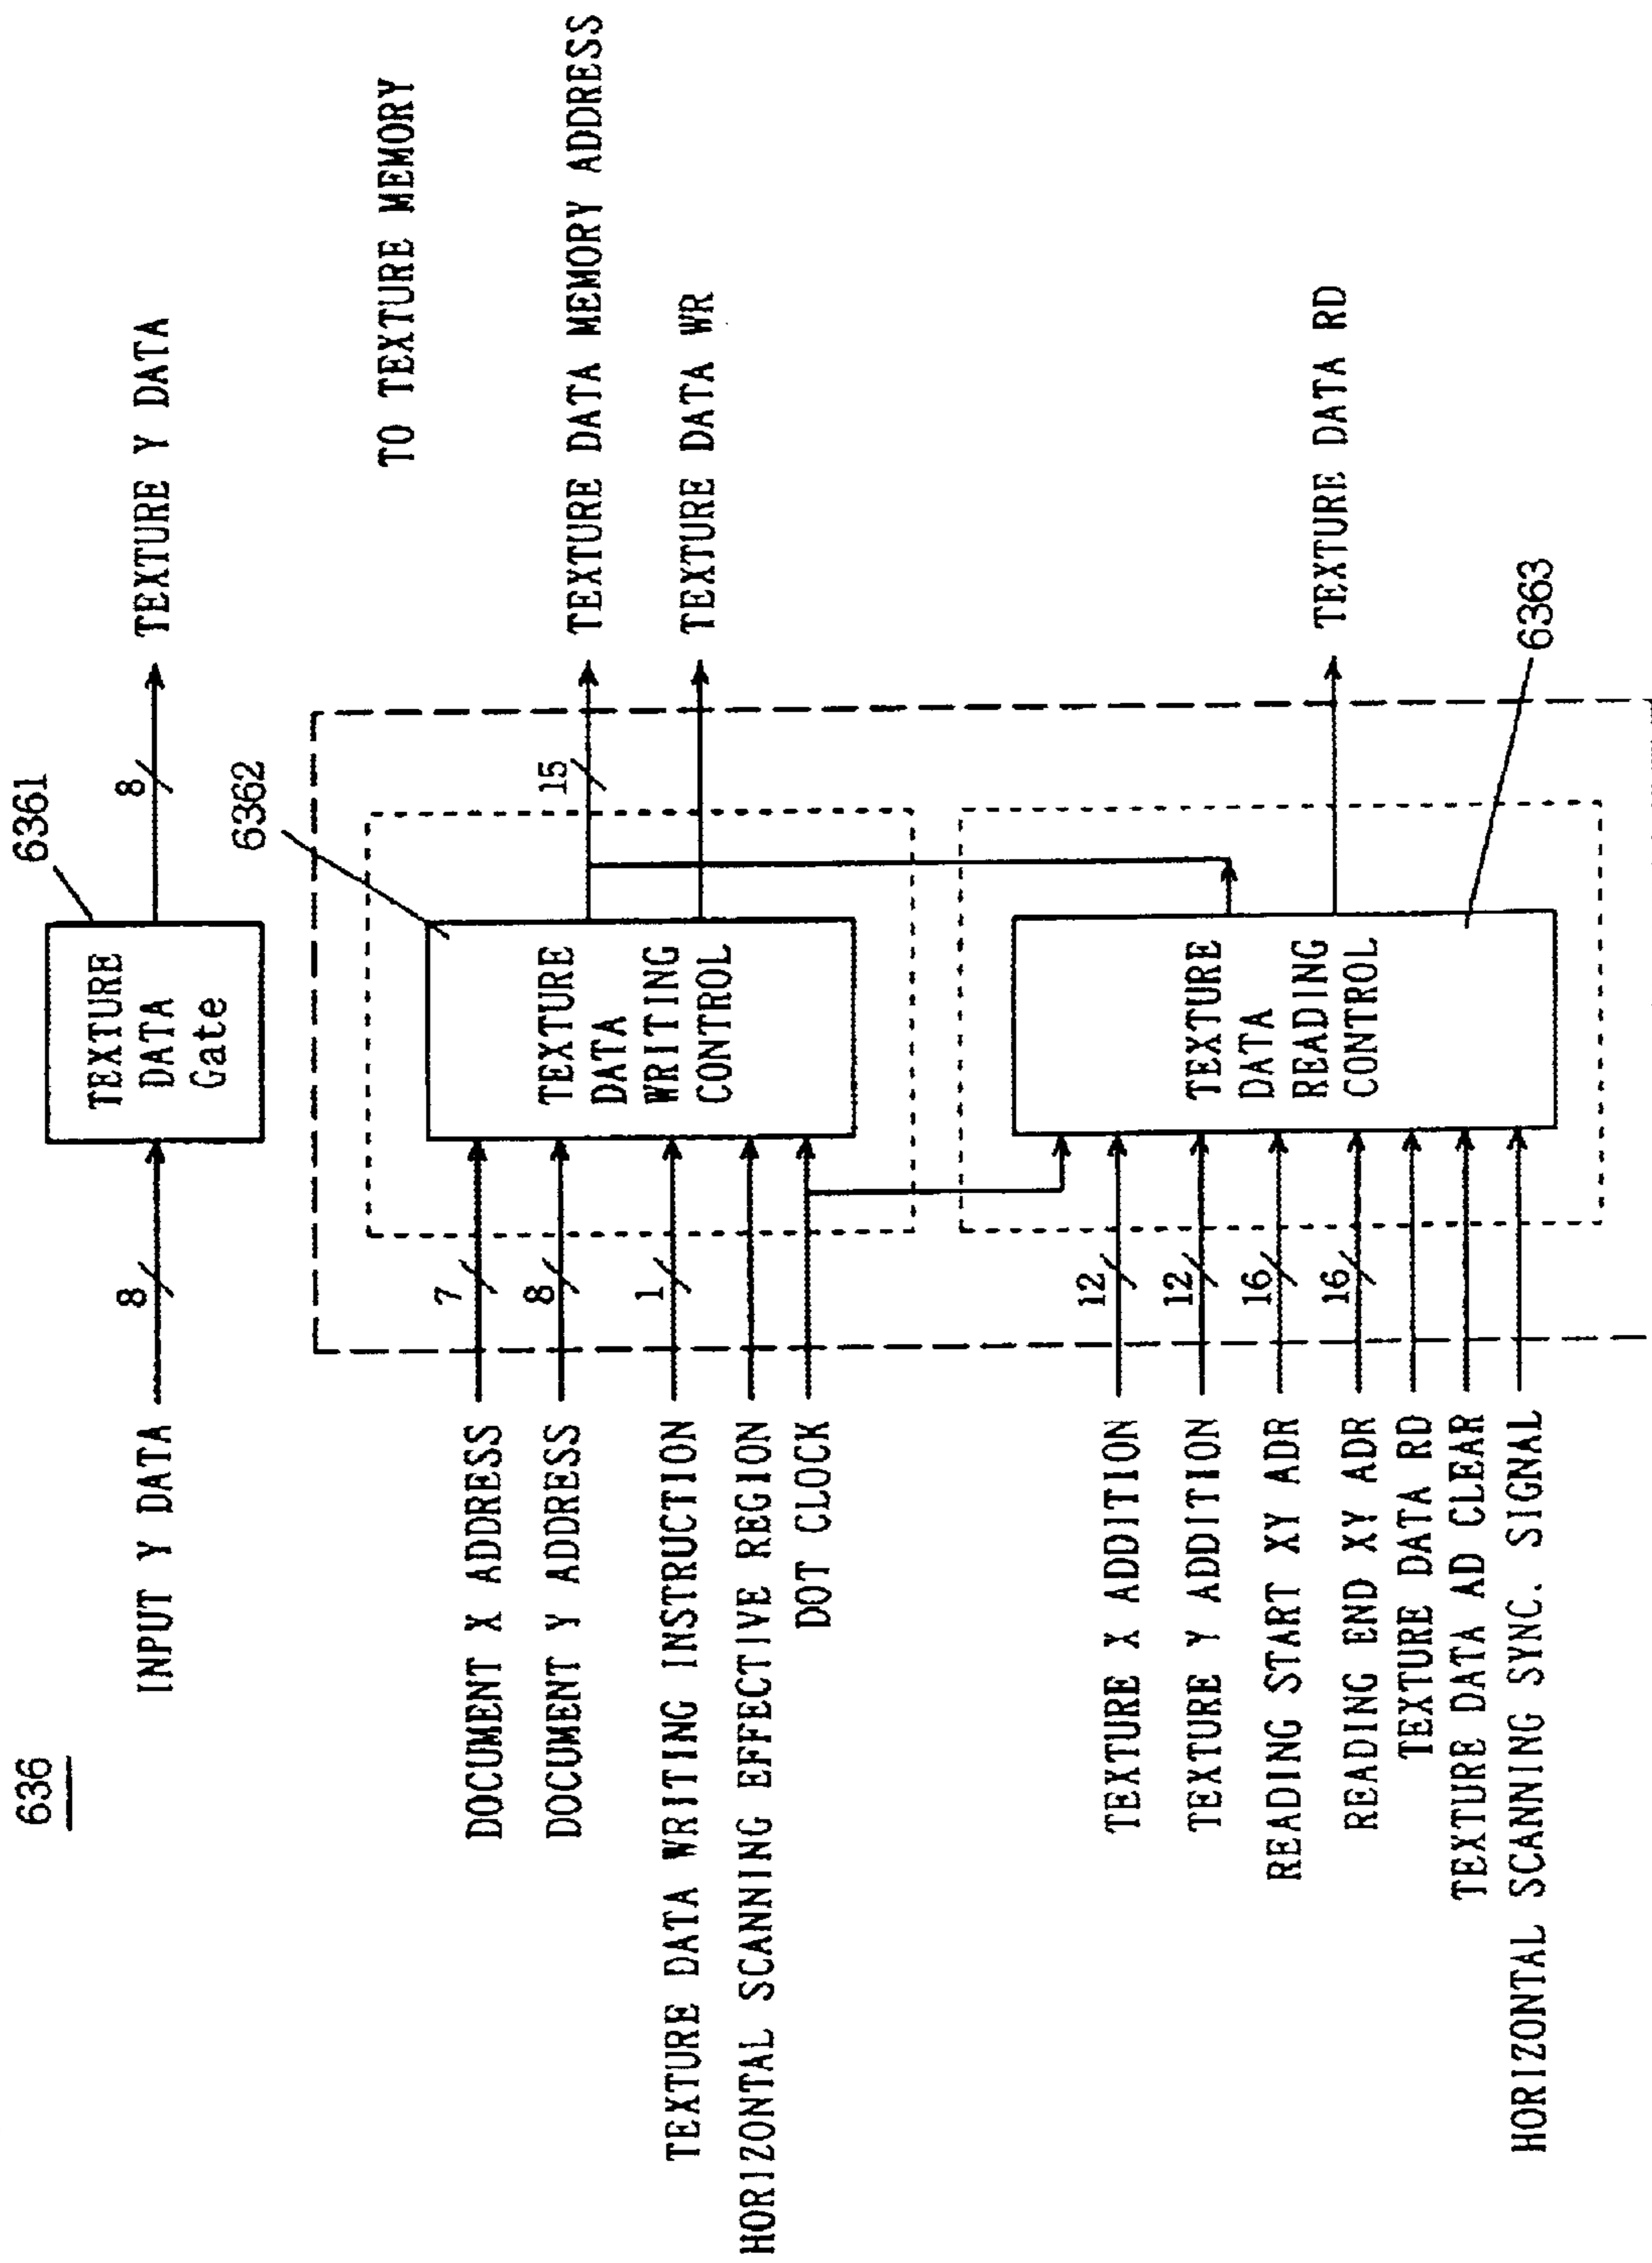 636
6361
INPUT Y DATA
8
TEXTURE
DATA
Gate
8
TEXTURE Y DATA
TO TEXTURE MEMORY
6362
DOCUMENT X ADDRESS
7
DOCUMENT Y ADDRESS
8
TEXTURE DATA WRITING INSTRUCTION
1
HORIZONTAL SCANNING EFFECTIVE REGION
DOT CLOCK
TEXTURE
DATA
WRITING
CONTROL
15
TEXTURE DATA MEMORY ADDRESS
TEXTURE DATA WR
TEXTURE X ADDITION
12
TEXTURE Y ADDITION
12
READING START XY ADR
16
READING END XY ADR
16
TEXTURE DATA RD
TEXTURE DATA AD CLEAR
HORIZONTAL SCANNING SYNC. SIGNAL
TEXTURE
DATA
READING
CONTROL
TEXTURE DATA RD
6363